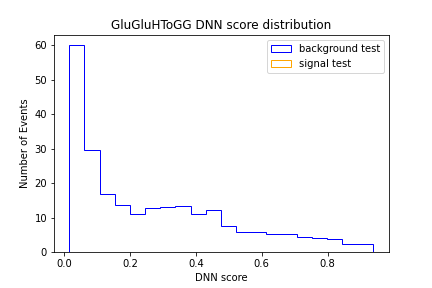 GluGluHToGG DNN score distribution
background test
signal test
Number of Events
60
50
40
30
20
10
0
0.0 0.2 0.4 0.6 0.8
DNN score